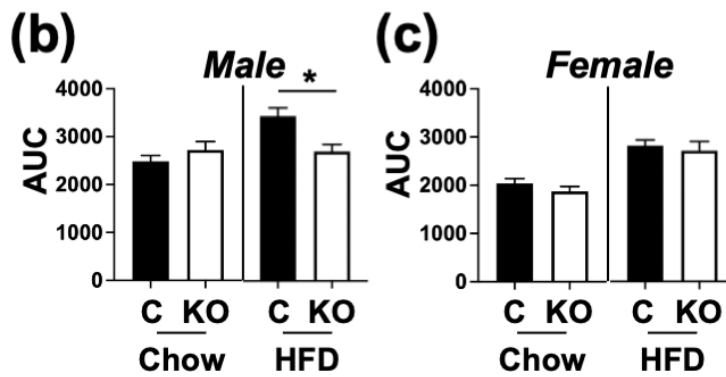 (b)
Male
*
AUC
4000
3000
2000
1000
0
C KO C KO
Chow HFD
(c)
Female
AUC
4000
3000
2000
1000
0
C KO C KO
Chow HFD